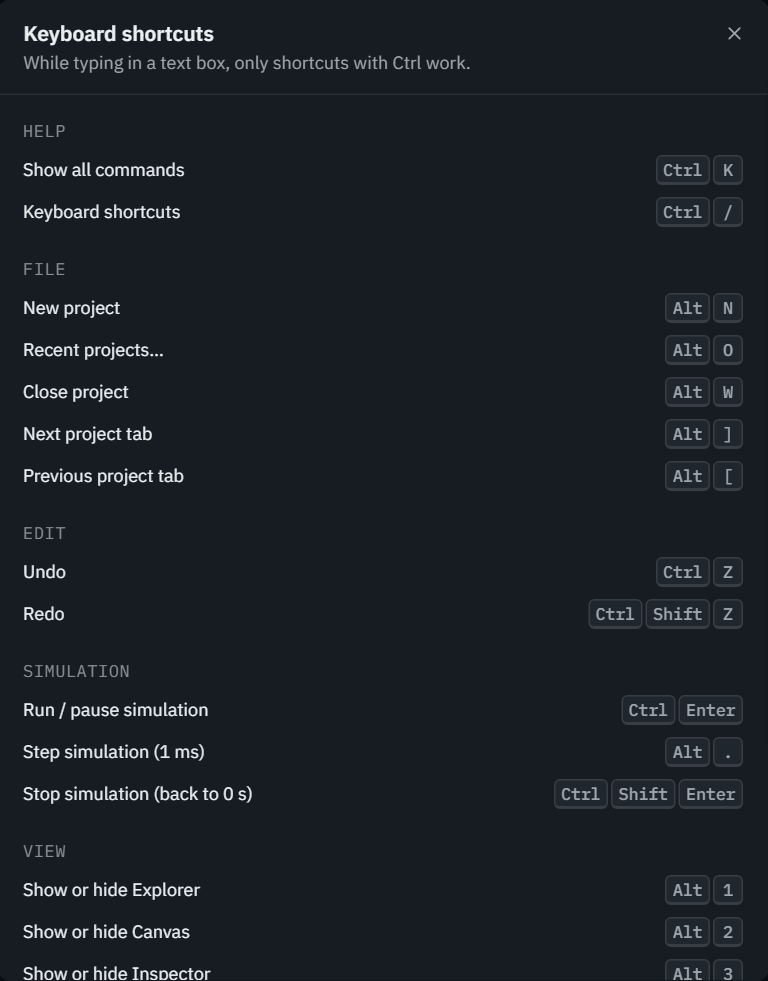 Keyboard shortcuts
While typing in a text box, only shortcuts with Ctrl work.
HELP
Show all commands Ctrl K
Keyboard shortcuts Ctrl /
FILE
New project Alt N
Recent projects... Alt O
Close project Alt W
Next project tab Alt ]
Previous project tab Alt [
EDIT
Undo Ctrl Z
Redo Ctrl Shift Z
SIMULATION
Run / pause simulation Ctrl Enter
Step simulation (1 ms) Alt .
Stop simulation (back to 0 s) Ctrl Shift Enter
VIEW
Show or hide Explorer Alt 1
Show or hide Canvas Alt 2
Show or hide Inspector Alt 3